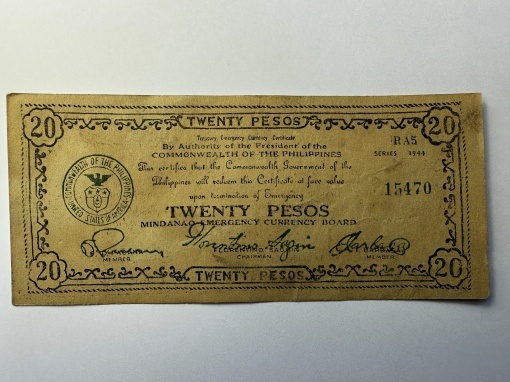 20 TWENTY PESOS 20
Treasury Emergency Currency Certificate
By Authority of the President of the
COMMONWEALTH OF THE PHILIPPINES
RA5
SERIES 1944
This certifies that the Commonwealth Government of the
Philippines will redeem this Certificate at face value
upon termination of Emergency
15470
COMMONWEALTH OF THE PHILIPPINES
UNITED STATES OF AMERICA
TWENTY PESOS
MINDANAO EMERGENCY CURRENCY BOARD
MEMBER
CHAIRMAN
MEMBER
20 TWENTY PESOS 20